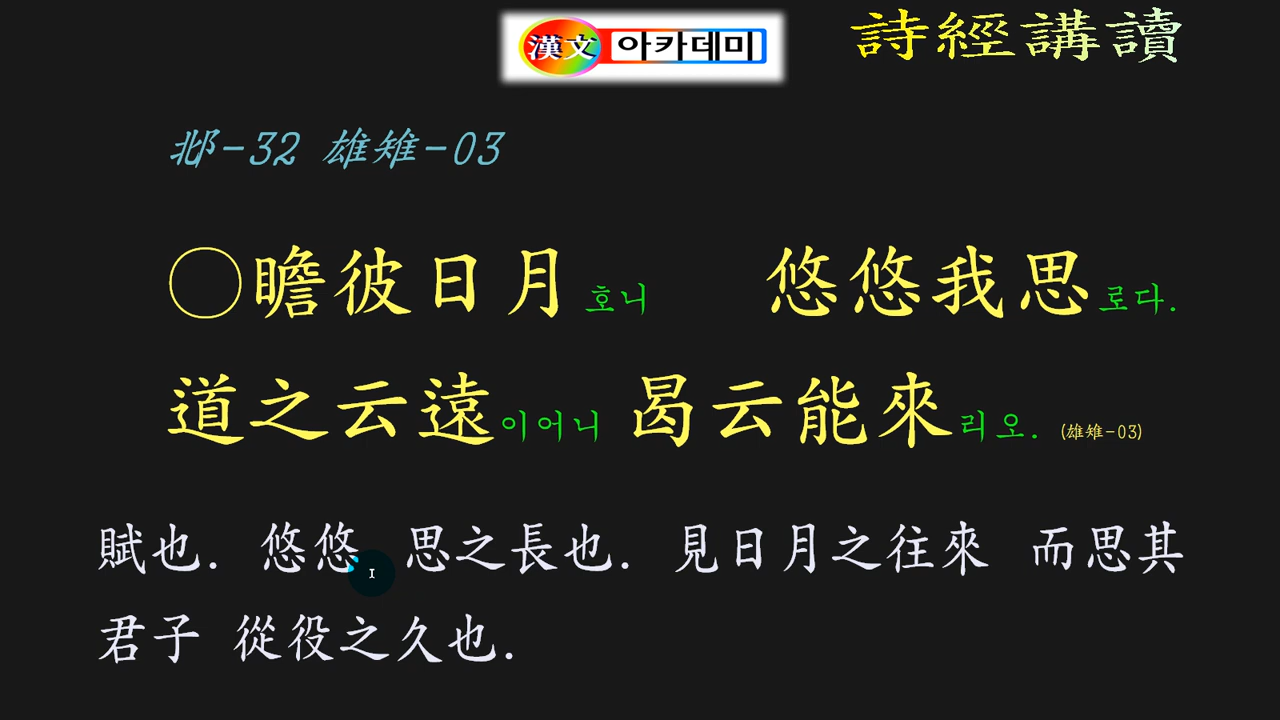 漢文 아카데미
詩經講讀
邶-32 雄雉-03
◯瞻彼日月호니 悠悠我思로다.
道之云遠이어니 曷云能來리오. (雄雉-03)
賦也. 悠悠 思之長也. 見日月之往來 而思其
君子 從役之久也.